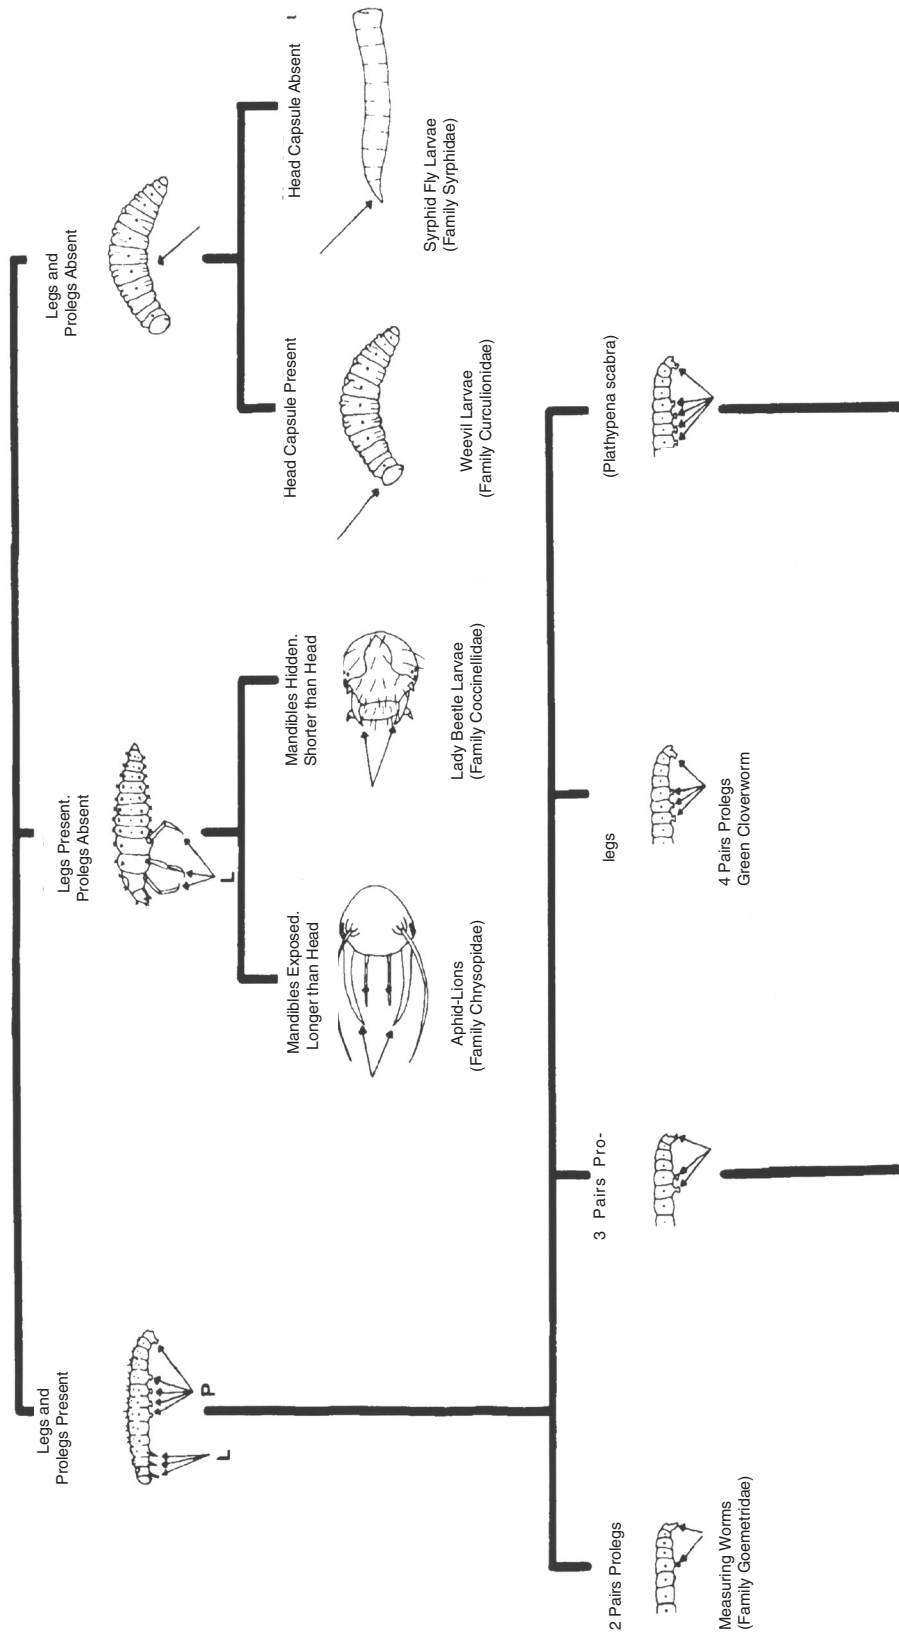 Legs and
Prolegs Present
L
P
Legs Present.
Prolegs Absent
L
Legs and
Prolegs Absent
Mandibles Exposed.
Longer than Head
Aphid-Lions
(Family Chrysopidae)
Mandibles Hidden.
Shorter than Head
Lady Beetle Larvae
(Family Coccinellidae)
Head Capsule Present
Weevil Larvae
(Family Curculionidae)
Head Capsule Absent
Syrphid Fly Larvae
(Family Syrphidae)
2 Pairs Prolegs
Measuring Worms
(Family Goemetridae)
3 Pairs Pro-
legs
4 Pairs Prolegs
Green Cloverworm
(Plathypena scabra)